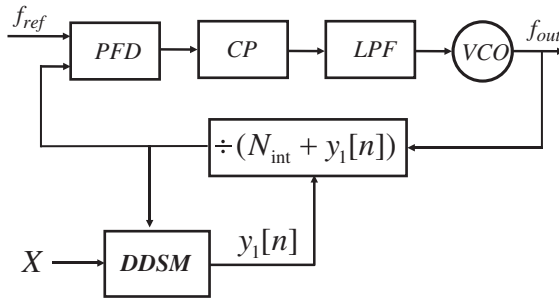 f_ref
PFD
CP
LPF
VCO
f_out
÷(N_int + y_1[n])
X
DDSM
y_1[n]